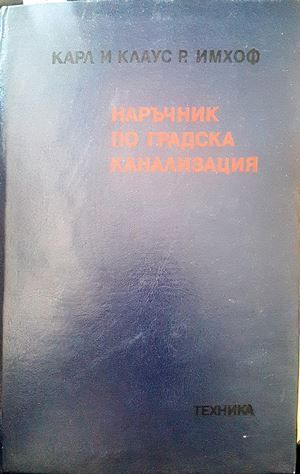 КАРЛ И КЛАУС Р. ИМХОФ
НАРЪЧНИК
ПО ГРАДСКА
КАНАЛИЗАЦИЯ
ТЕХНИКА